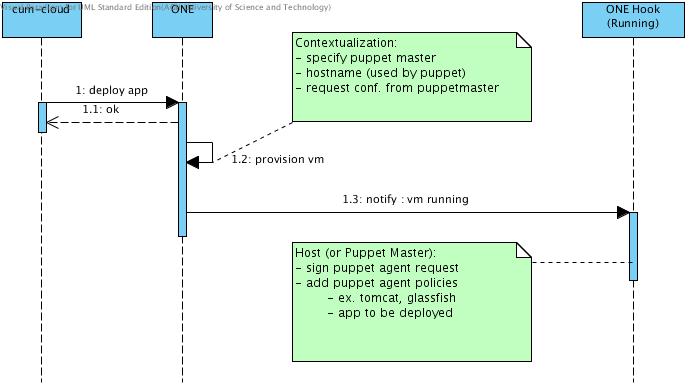 for UML Standard Edition(A University of Science and Technology)
cum-cloud
ONE
ONE Hook
(Running)
Contextualization:
- specify puppet master
- hostname (used by puppet)
- request conf. from puppetmaster
1: deploy app
1.1: ok
1.2: provision vm
1.3: notify : vm running
Host (or Puppet Master):
- sign puppet agent request
- add puppet agent policies
- ex. tomcat, glassfish
- app to be deployed